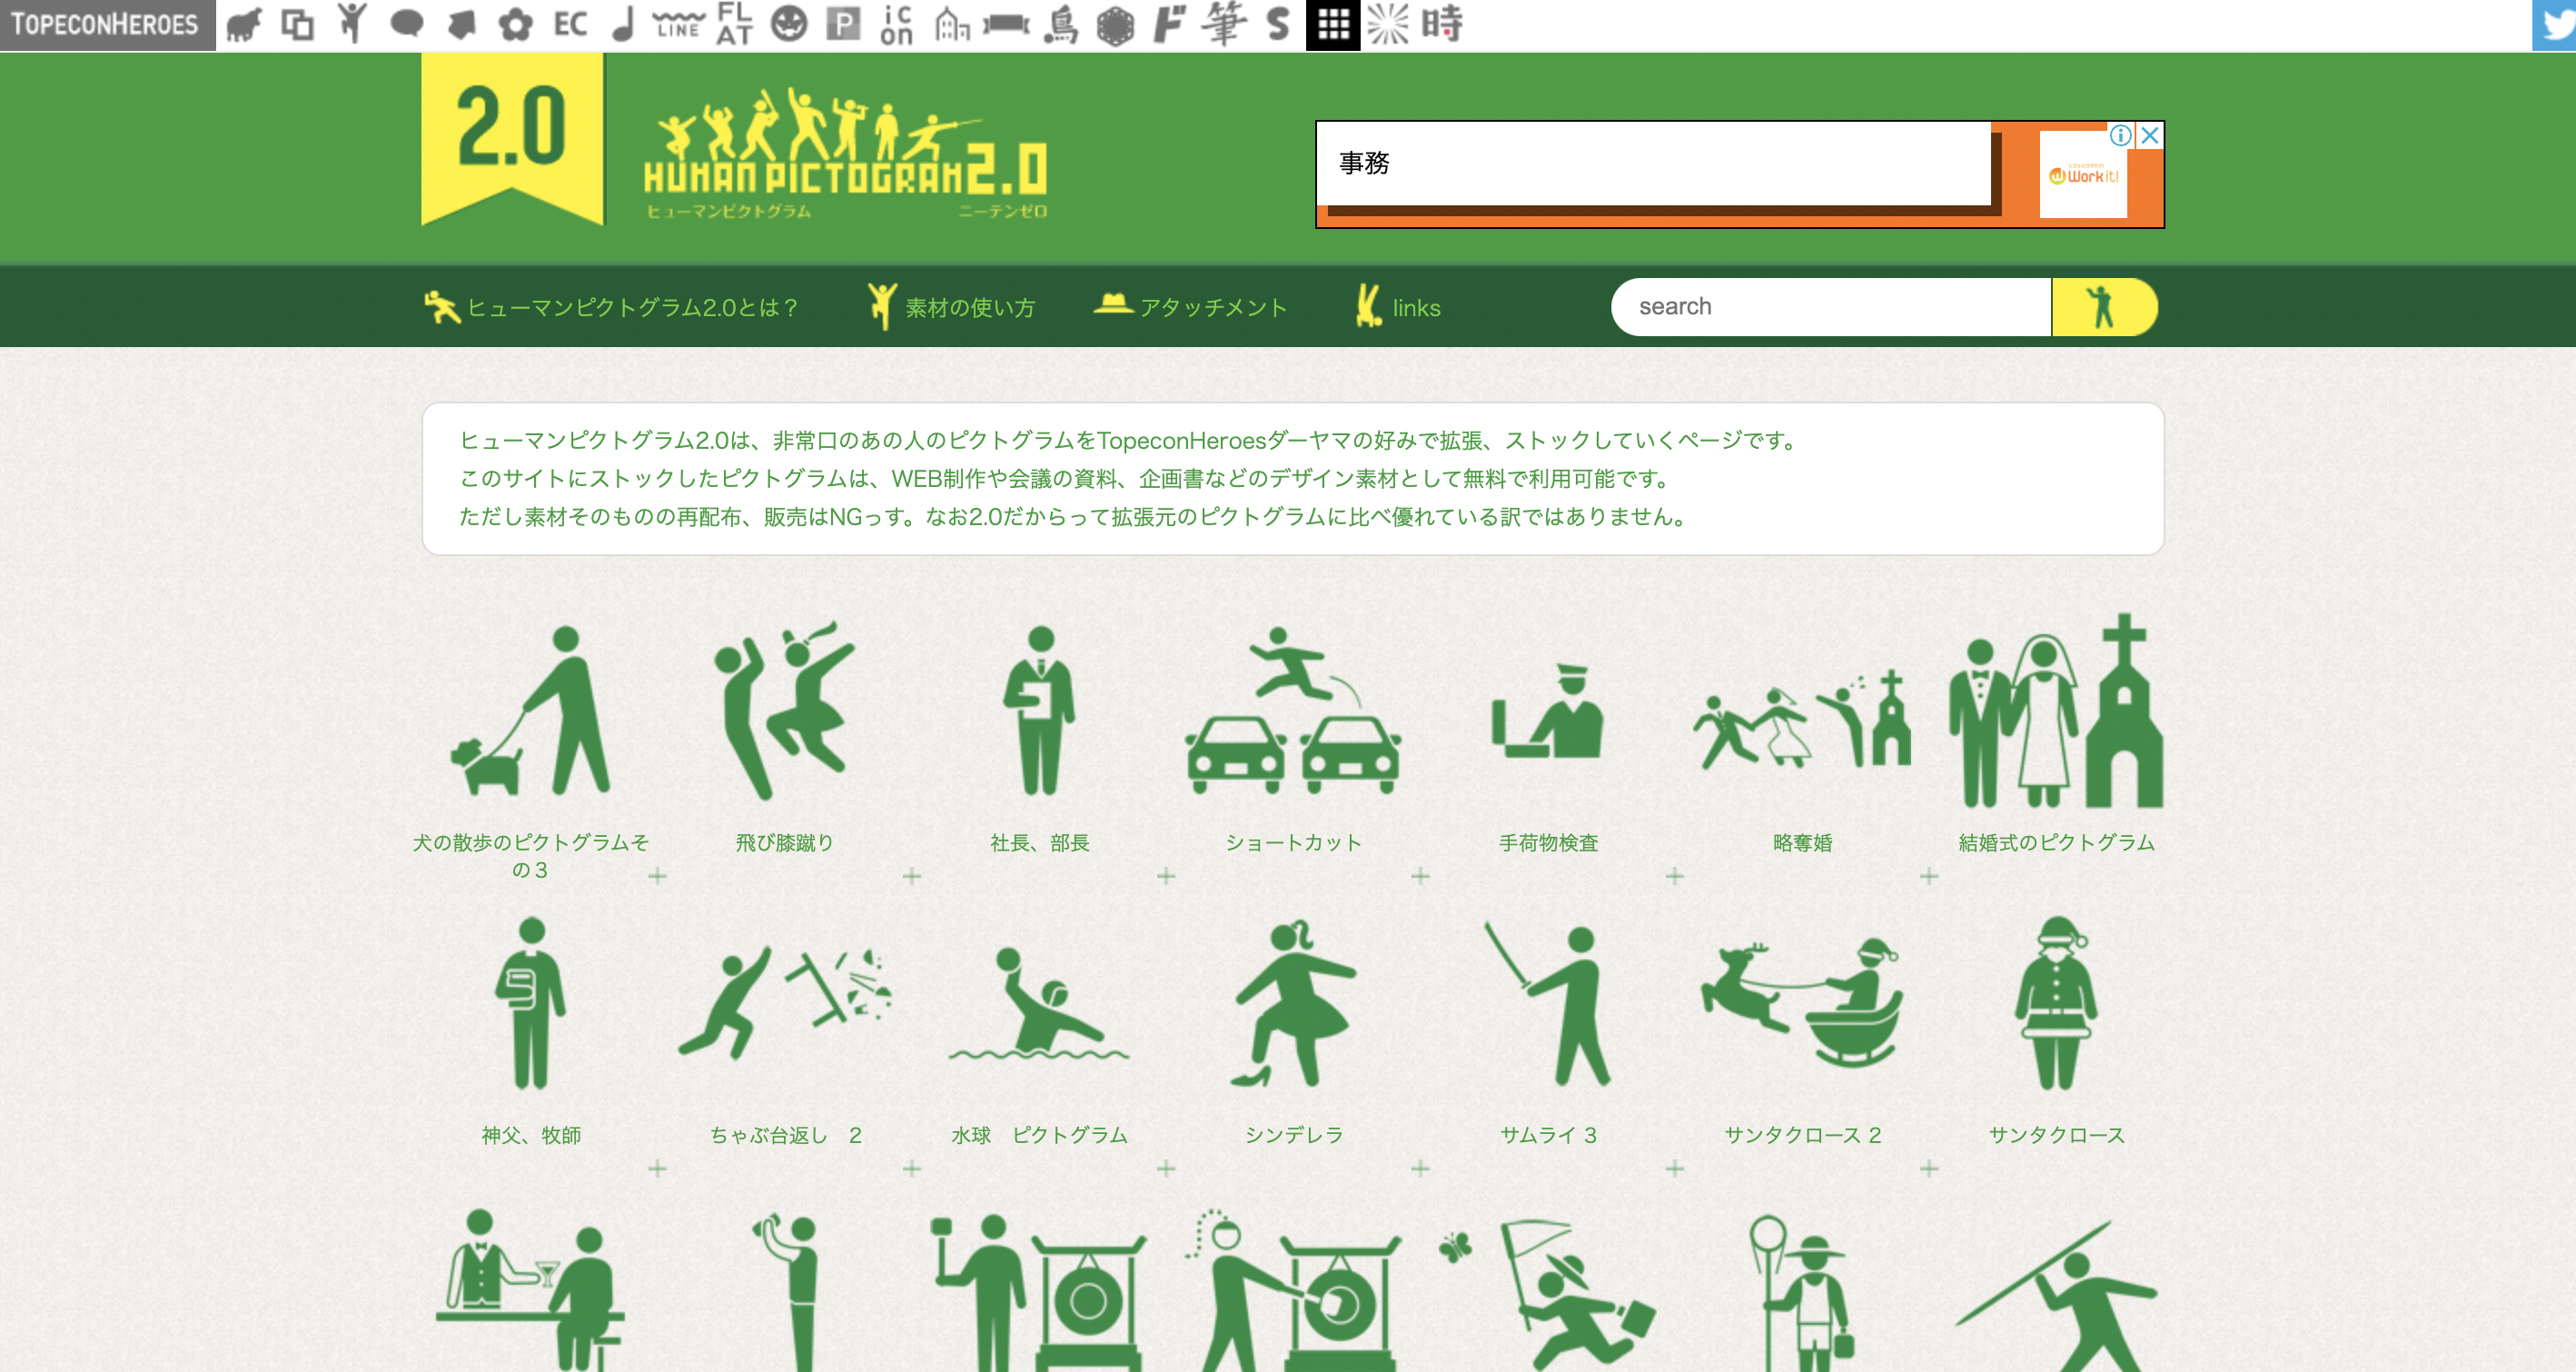 TOPECONHEROES
EC
LINE
FL
AT
P
ic
on
鳥
ド
筆
S
時
2.0
HUMAN PICTOGRAM2.0
ヒューマンピクトグラム ニーテンゼロ
事務
シゴトピックアップ
Work it!
ヒューマンピクトグラム2.0とは？
素材の使い方
アタッチメント
links
search
ヒューマンピクトグラム2.0は、非常口のあの人のピクトグラムをTopeconHeroesダーヤマの好みで拡張、ストックしていくページです。
このサイトにストックしたピクトグラムは、WEB制作や会議の資料、企画書などのデザイン素材として無料で利用可能です。
ただし素材そのものの再配布、販売はNGっす。なお2.0だからって拡張元のピクトグラムに比べ優れている訳ではありません。
犬の散歩のピクトグラムそ
の３
飛び膝蹴り
社長、部長
ショートカット
手荷物検査
略奪婚
結婚式のピクトグラム
神父、牧師
ちゃぶ台返し　2
水球　ピクトグラム
シンデレラ
サムライ 3
サンタクロース 2
サンタクロース